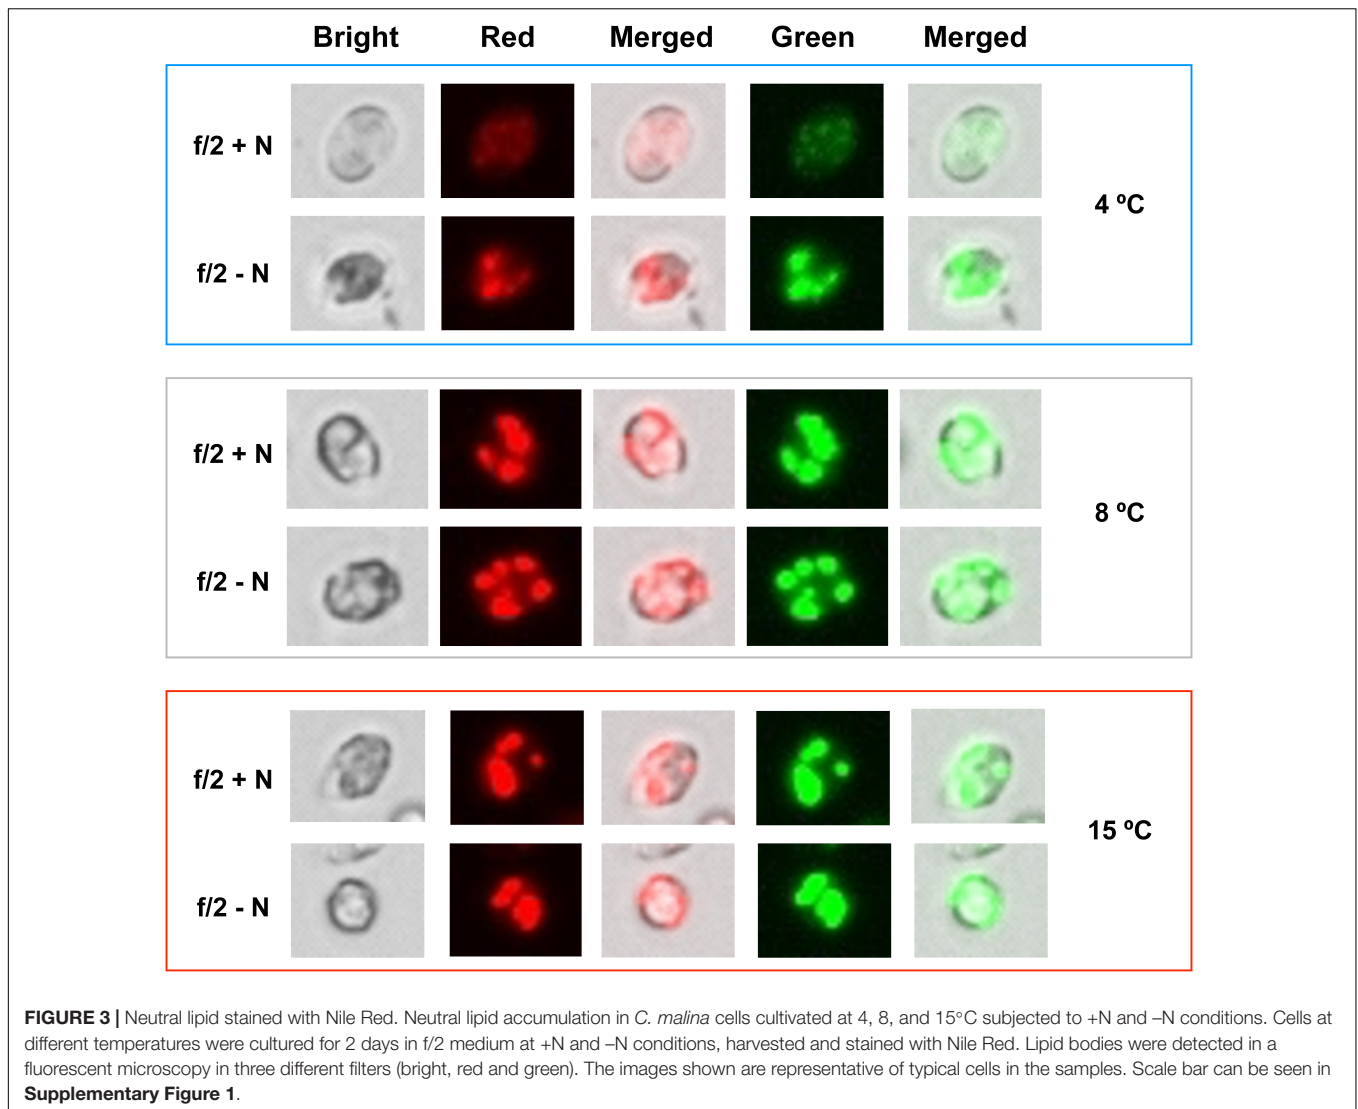 Bright Red Merged Green Merged
f/2 + N
4 ºC
f/2 - N
f/2 + N
8 ºC
f/2 - N
f/2 + N
15 ºC
f/2 - N
FIGURE 3 | Neutral lipid stained with Nile Red. Neutral lipid accumulation in C. malina cells cultivated at 4, 8, and 15°C subjected to +N and –N conditions. Cells at
different temperatures were cultured for 2 days in f/2 medium at +N and –N conditions, harvested and stained with Nile Red. Lipid bodies were detected in a
fluorescent microscopy in three different filters (bright, red and green). The images shown are representative of typical cells in the samples. Scale bar can be seen in
Supplementary Figure 1.